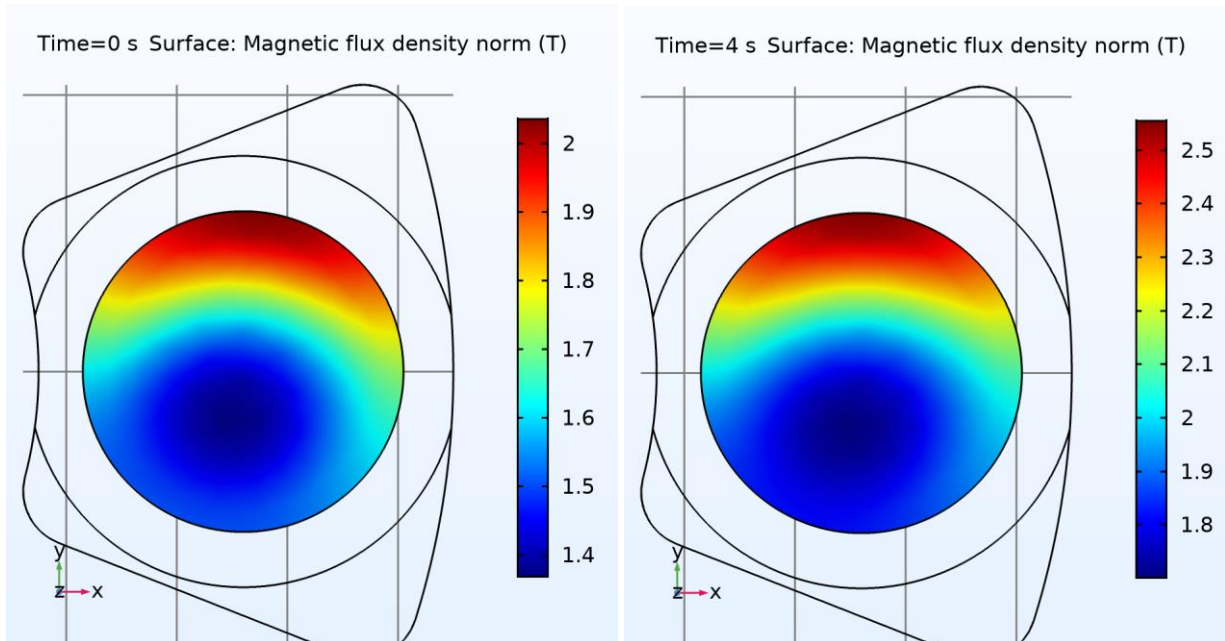 Time=0 s Surface: Magnetic flux density norm (T)
2
1.9
1.8
1.7
1.6
1.5
1.4
y
z x
Time=4 s Surface: Magnetic flux density norm (T)
2.5
2.4
2.3
2.2
2.1
2
1.9
1.8
y
z x